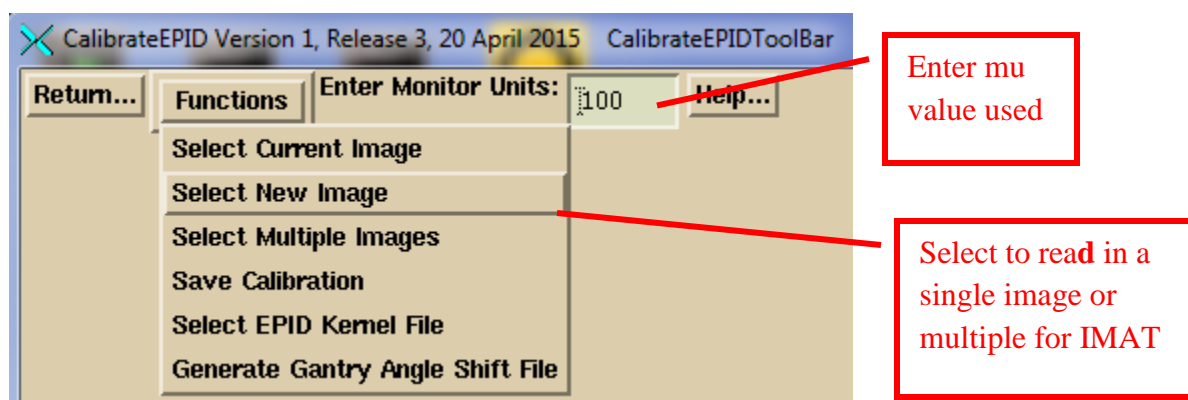 CalibrateEPID Version 1, Release 3, 20 April 2015 CalibrateEPIDToolBar
Return... Functions Enter Monitor Units: 100 Help...
Select Current Image
Select New Image
Select Multiple Images
Save Calibration
Select EPID Kernel File
Generate Gantry Angle Shift File
Enter mu
value used
Select to read in a
single image or
multiple for IMAT